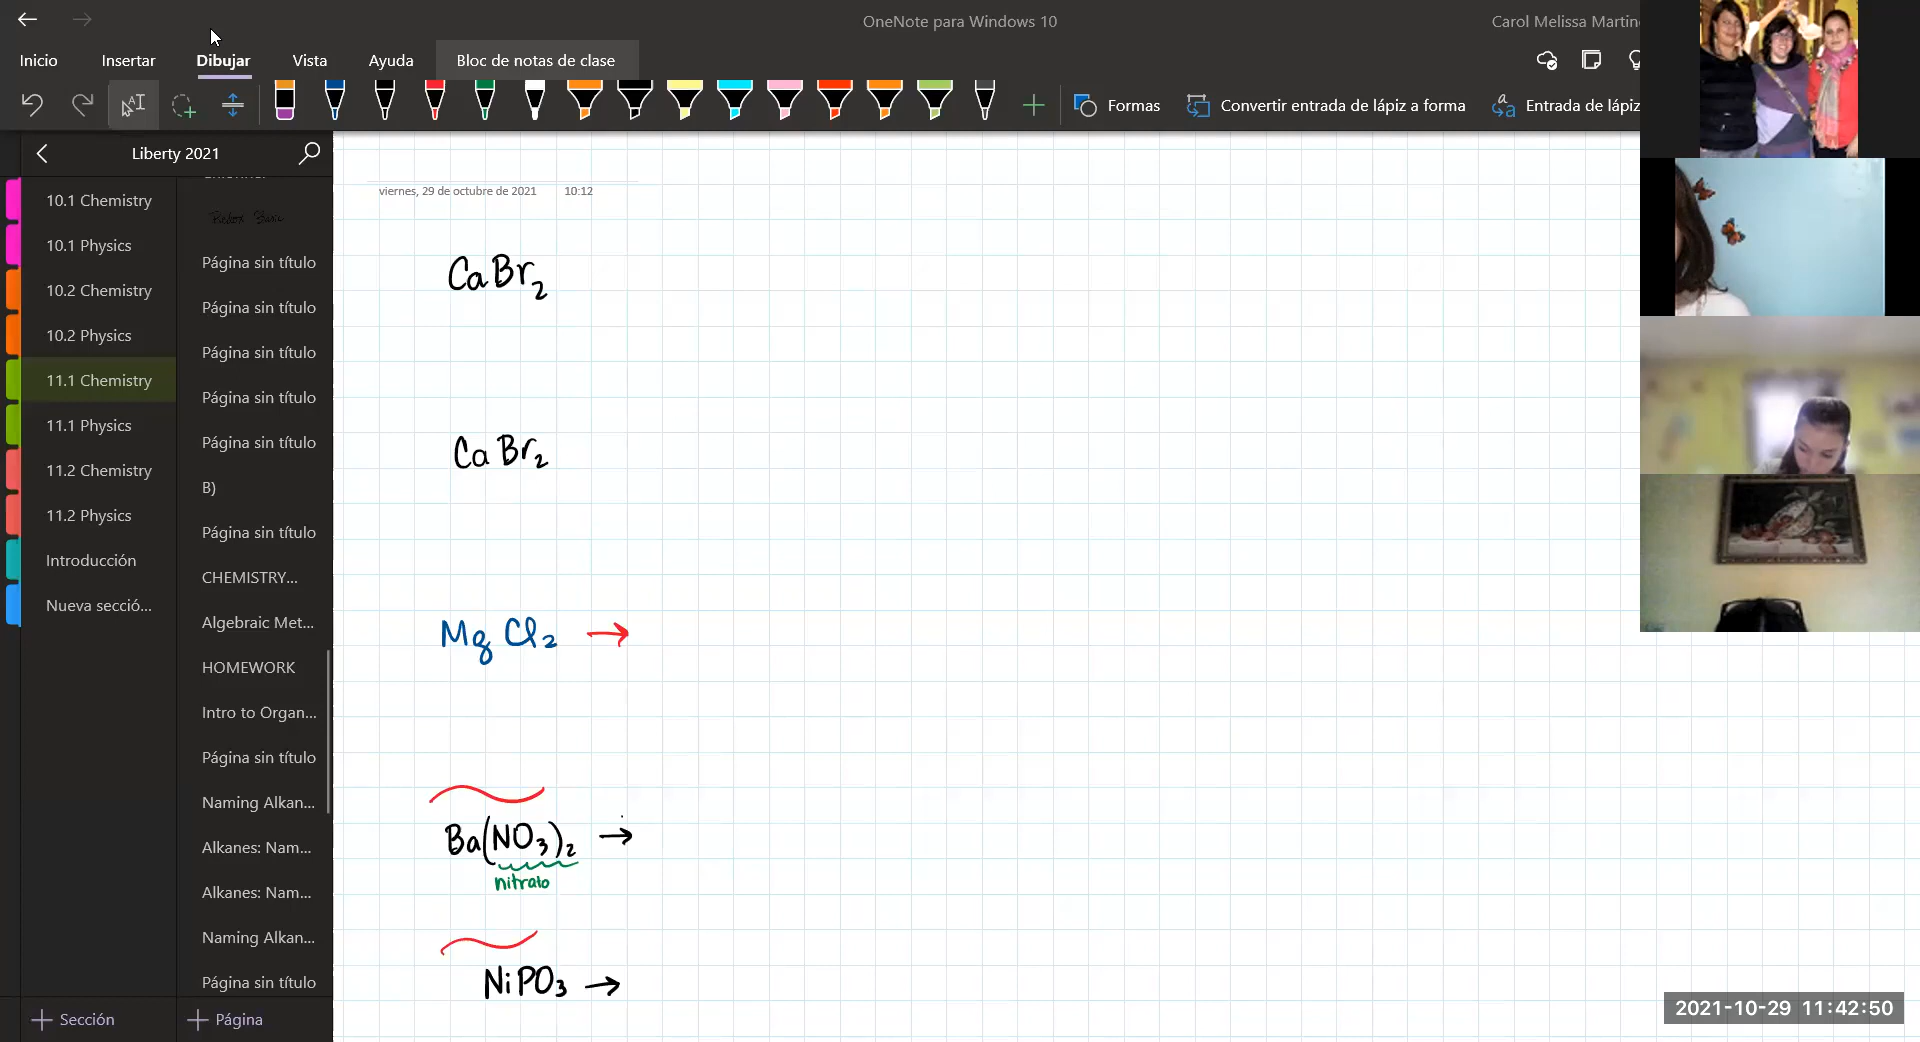 OneNote para Windows 10
Carol Melissa Martin
Inicio
Insertar
Dibujar
Vista
Ayuda
Bloc de notas de clase
Formas
Convertir entrada de lápiz a forma
Entrada de lápiz
Liberty 2021
10.1 Chemistry
10.1 Physics
10.2 Chemistry
10.2 Physics
11.1 Chemistry
11.1 Physics
11.2 Chemistry
11.2 Physics
Introducción
Nueva secció...
Sección
Redox Basic
Página sin título
Página sin título
Página sin título
Página sin título
Página sin título
B)
Página sin título
CHEMISTRY...
Algebraic Met...
HOMEWORK
Intro to Organ...
Página sin título
Naming Alkan...
Alkanes: Nam...
Alkanes: Nam...
Naming Alkan...
Página sin título
Página
viernes, 29 de octubre de 2021 10:12
CaBr2
CaBr2
MgCl2 →
Ba(NO3)2 →
nitrato
NiPO3 →
2021-10-29 11:42:50